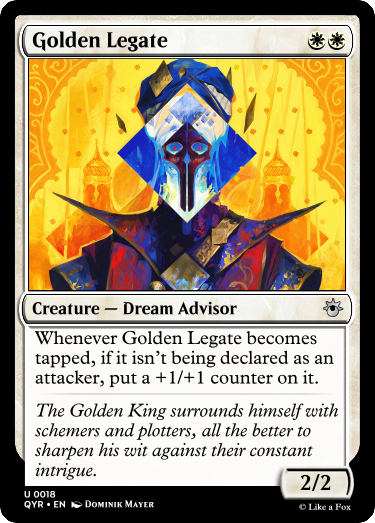 Golden Legate
Creature — Dream Advisor
Whenever Golden Legate becomes
tapped, if it isn't being declared as an
attacker, put a +1/+1 counter on it.
The Golden King surrounds himself with
schemers and plotters, all the better to
sharpen his wit against their constant
intrigue.
2/2
U 0018
QYR • EN Dominik Mayer
© Like a Fox